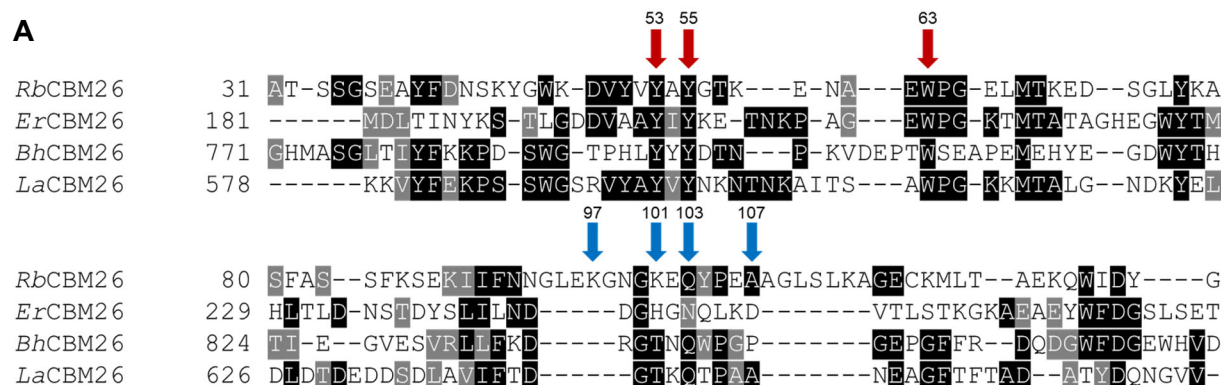 A
53 55 63
RbCBM26 31 AT-SSGSEAYFDNSKYGWK-DVYVYAYGTK---E-NA---EWPG-ELMTKED--SGLYKA
ErCBM26 181 ------MDLTINYKS-TLGDDVAAYIYKE-TNKP-AG---EWPG-KTMTATAGHEGWYTM
BhCBM26 771 GHMASGLTIYFKKPD-SWG-TPHLYYYDTN---P-KVDEPTWSEAPEMEHYE--GDWYTH
LaCBM26 578 ------KKVYFEKPS-SWGSRVYAYVYNKNTNKAITS---AWPG-KKMTALG--NDKYEL
97 101 103 107
RbCBM26 80 SFAS--SFKSEKIIFNNGLEKGNGKEQYPEAAGLSLKAGECKMLT--AEKQWIDY----G
ErCBM26 229 HLTLD-NSTDYSLILND-----DGHGNQLKD-------VTLSTKGKAEAEYWFDGSLSET
BhCBM26 824 TI-E--GVESVRLLFKD-----RGTNQWPGP-------GEPGFFR--DQDGWFDGEWHVD
LaCBM26 626 DLDTDEDDSDLAVIFTD------GTKQTPAA-------NEAGFTFTAD-ATYDQNGVV--